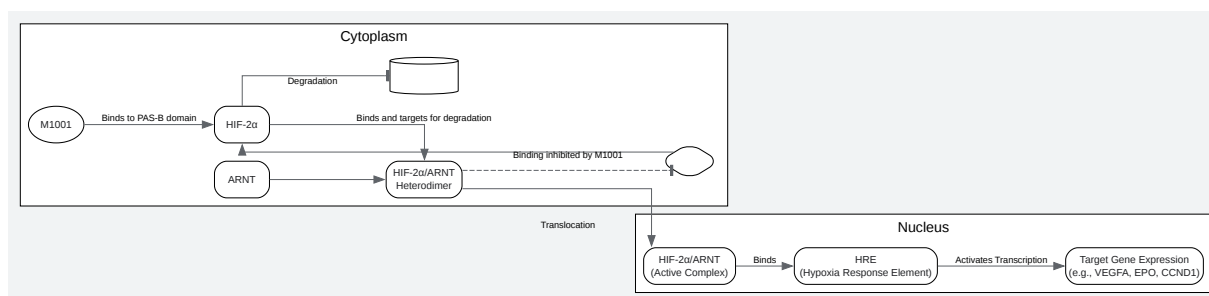 Cytoplasm
Degradation
M1001
Binds to PAS-B domain
HIF-2α
Binds and targets for degradation
Binding inhibited by M1001
ARNT
HIF-2α/ARNT
Heterodimer
Translocation
Nucleus
HIF-2α/ARNT
(Active Complex)
Binds
HRE
(Hypoxia Response Element)
Activates Transcription
Target Gene Expression
(e.g., VEGFA, EPO, CCND1)